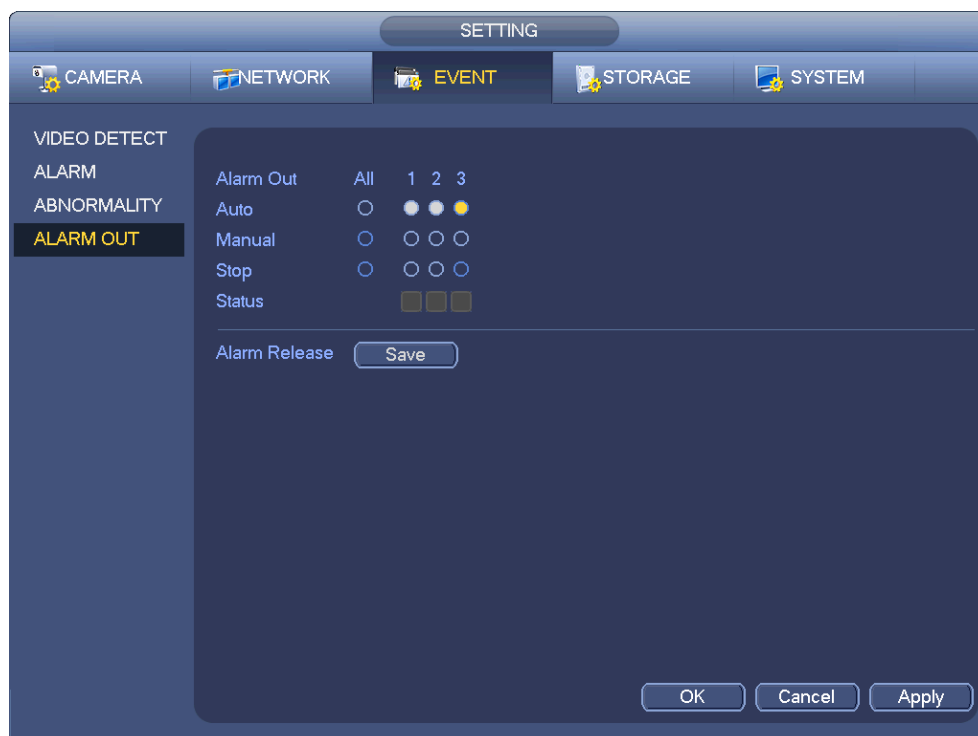 SETTING
CAMERA NETWORK EVENT STORAGE SYSTEM
VIDEO DETECT
ALARM
ABNORMALITY
ALARM OUT
Alarm Out All 1 2 3
Auto
Manual
Stop
Status
Alarm Release Save
OK Cancel Apply